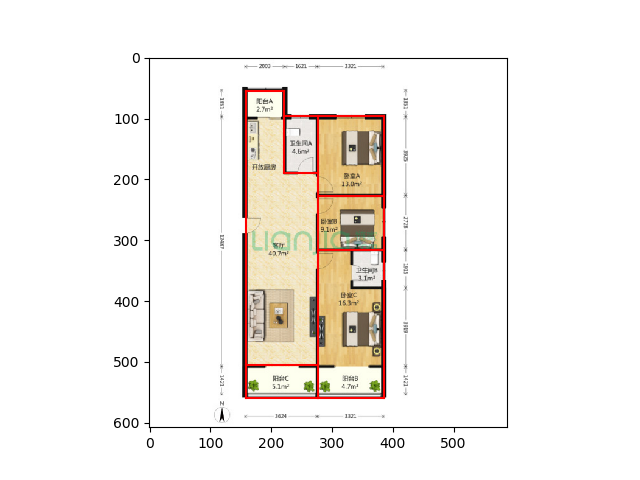 0
100
200
300
400
500
600
0
100
200
300
400
500
2003
1621
3321
阳台A
2.7m²
卫生间A
4.6m²
开放厨房
卧室A
13.0m²
卧室B
9.1m²
LIANJIA
客厅
40.7m²
卫生间B
3.1m²
卧室C
16.3m²
阳台C
5.1m²
阳台B
4.7m²
N
3624
3321